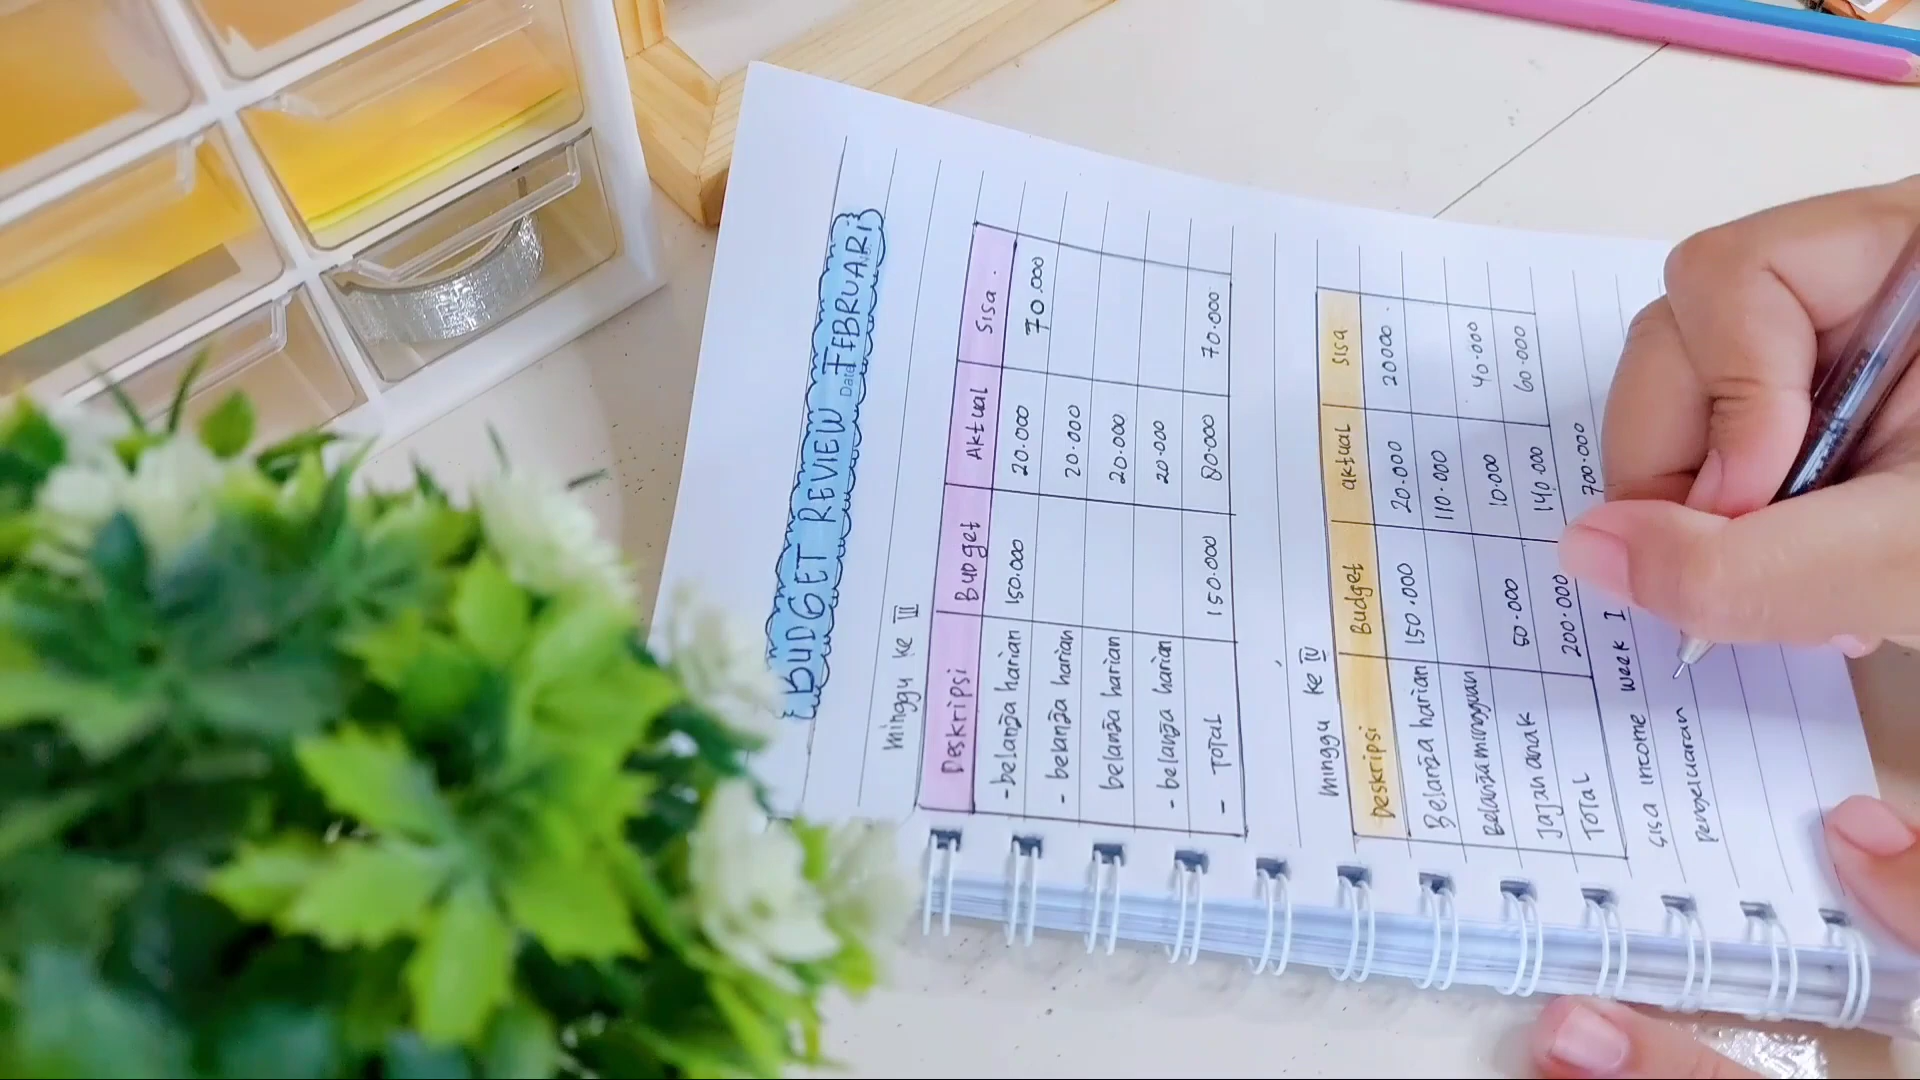 BUDGET REVIEW FEBRUARI
Date
No.
Minggu ke III
Deskripsi Budget Aktual Sisa.
- belanja harian 150.000 20.000 70.000
- belanja harian 20.000
belanja harian 20.000
- belanja harian 20.000
- TOTAL 150.000 80.000 70.000
Minggu ke IV
Deskripsi Budget aktual sisa
Belanja harian 150.000 20.000 20000.
Belanja mingguan 110.000
Jajan anak 50.000 10.000 40.000
TOTAL 200.000 140.000 60.000
Sisa income week I 700.000
Pengeluaran